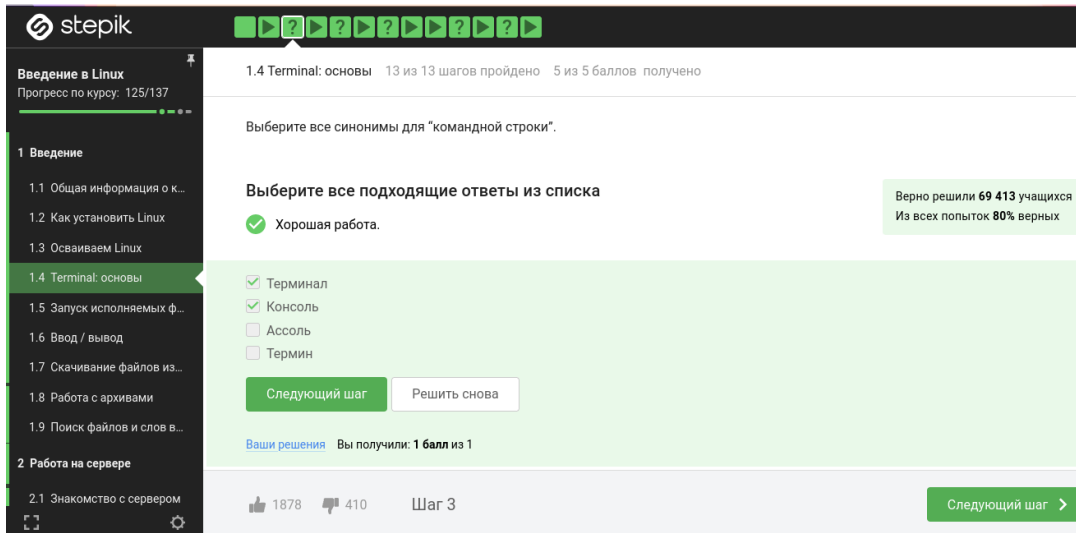 stepik
Введение в Linux
Прогресс по курсу: 125/137
1 Введение
1.1 Общая информация о к...
1.2 Как установить Linux
1.3 Осваиваем Linux
1.4 Terminal: основы
1.5 Запуск исполняемых ф...
1.6 Ввод / вывод
1.7 Скачивание файлов из...
1.8 Работа с архивами
1.9 Поиск файлов и слов в...
2 Работа на сервере
2.1 Знакомство с сервером
? ? ? ? ?
1.4 Terminal: основы 13 из 13 шагов пройдено 5 из 5 баллов получено
Выберите все синонимы для “командной строки”.
Выберите все подходящие ответы из списка
Хорошая работа.
Верно решили 69 413 учащихся
Из всех попыток 80% верных
Терминал
Консоль
Ассоль
Термин
Следующий шаг Решить снова
Ваши решения Вы получили: 1 балл из 1
1878 410 Шаг 3 Следующий шаг